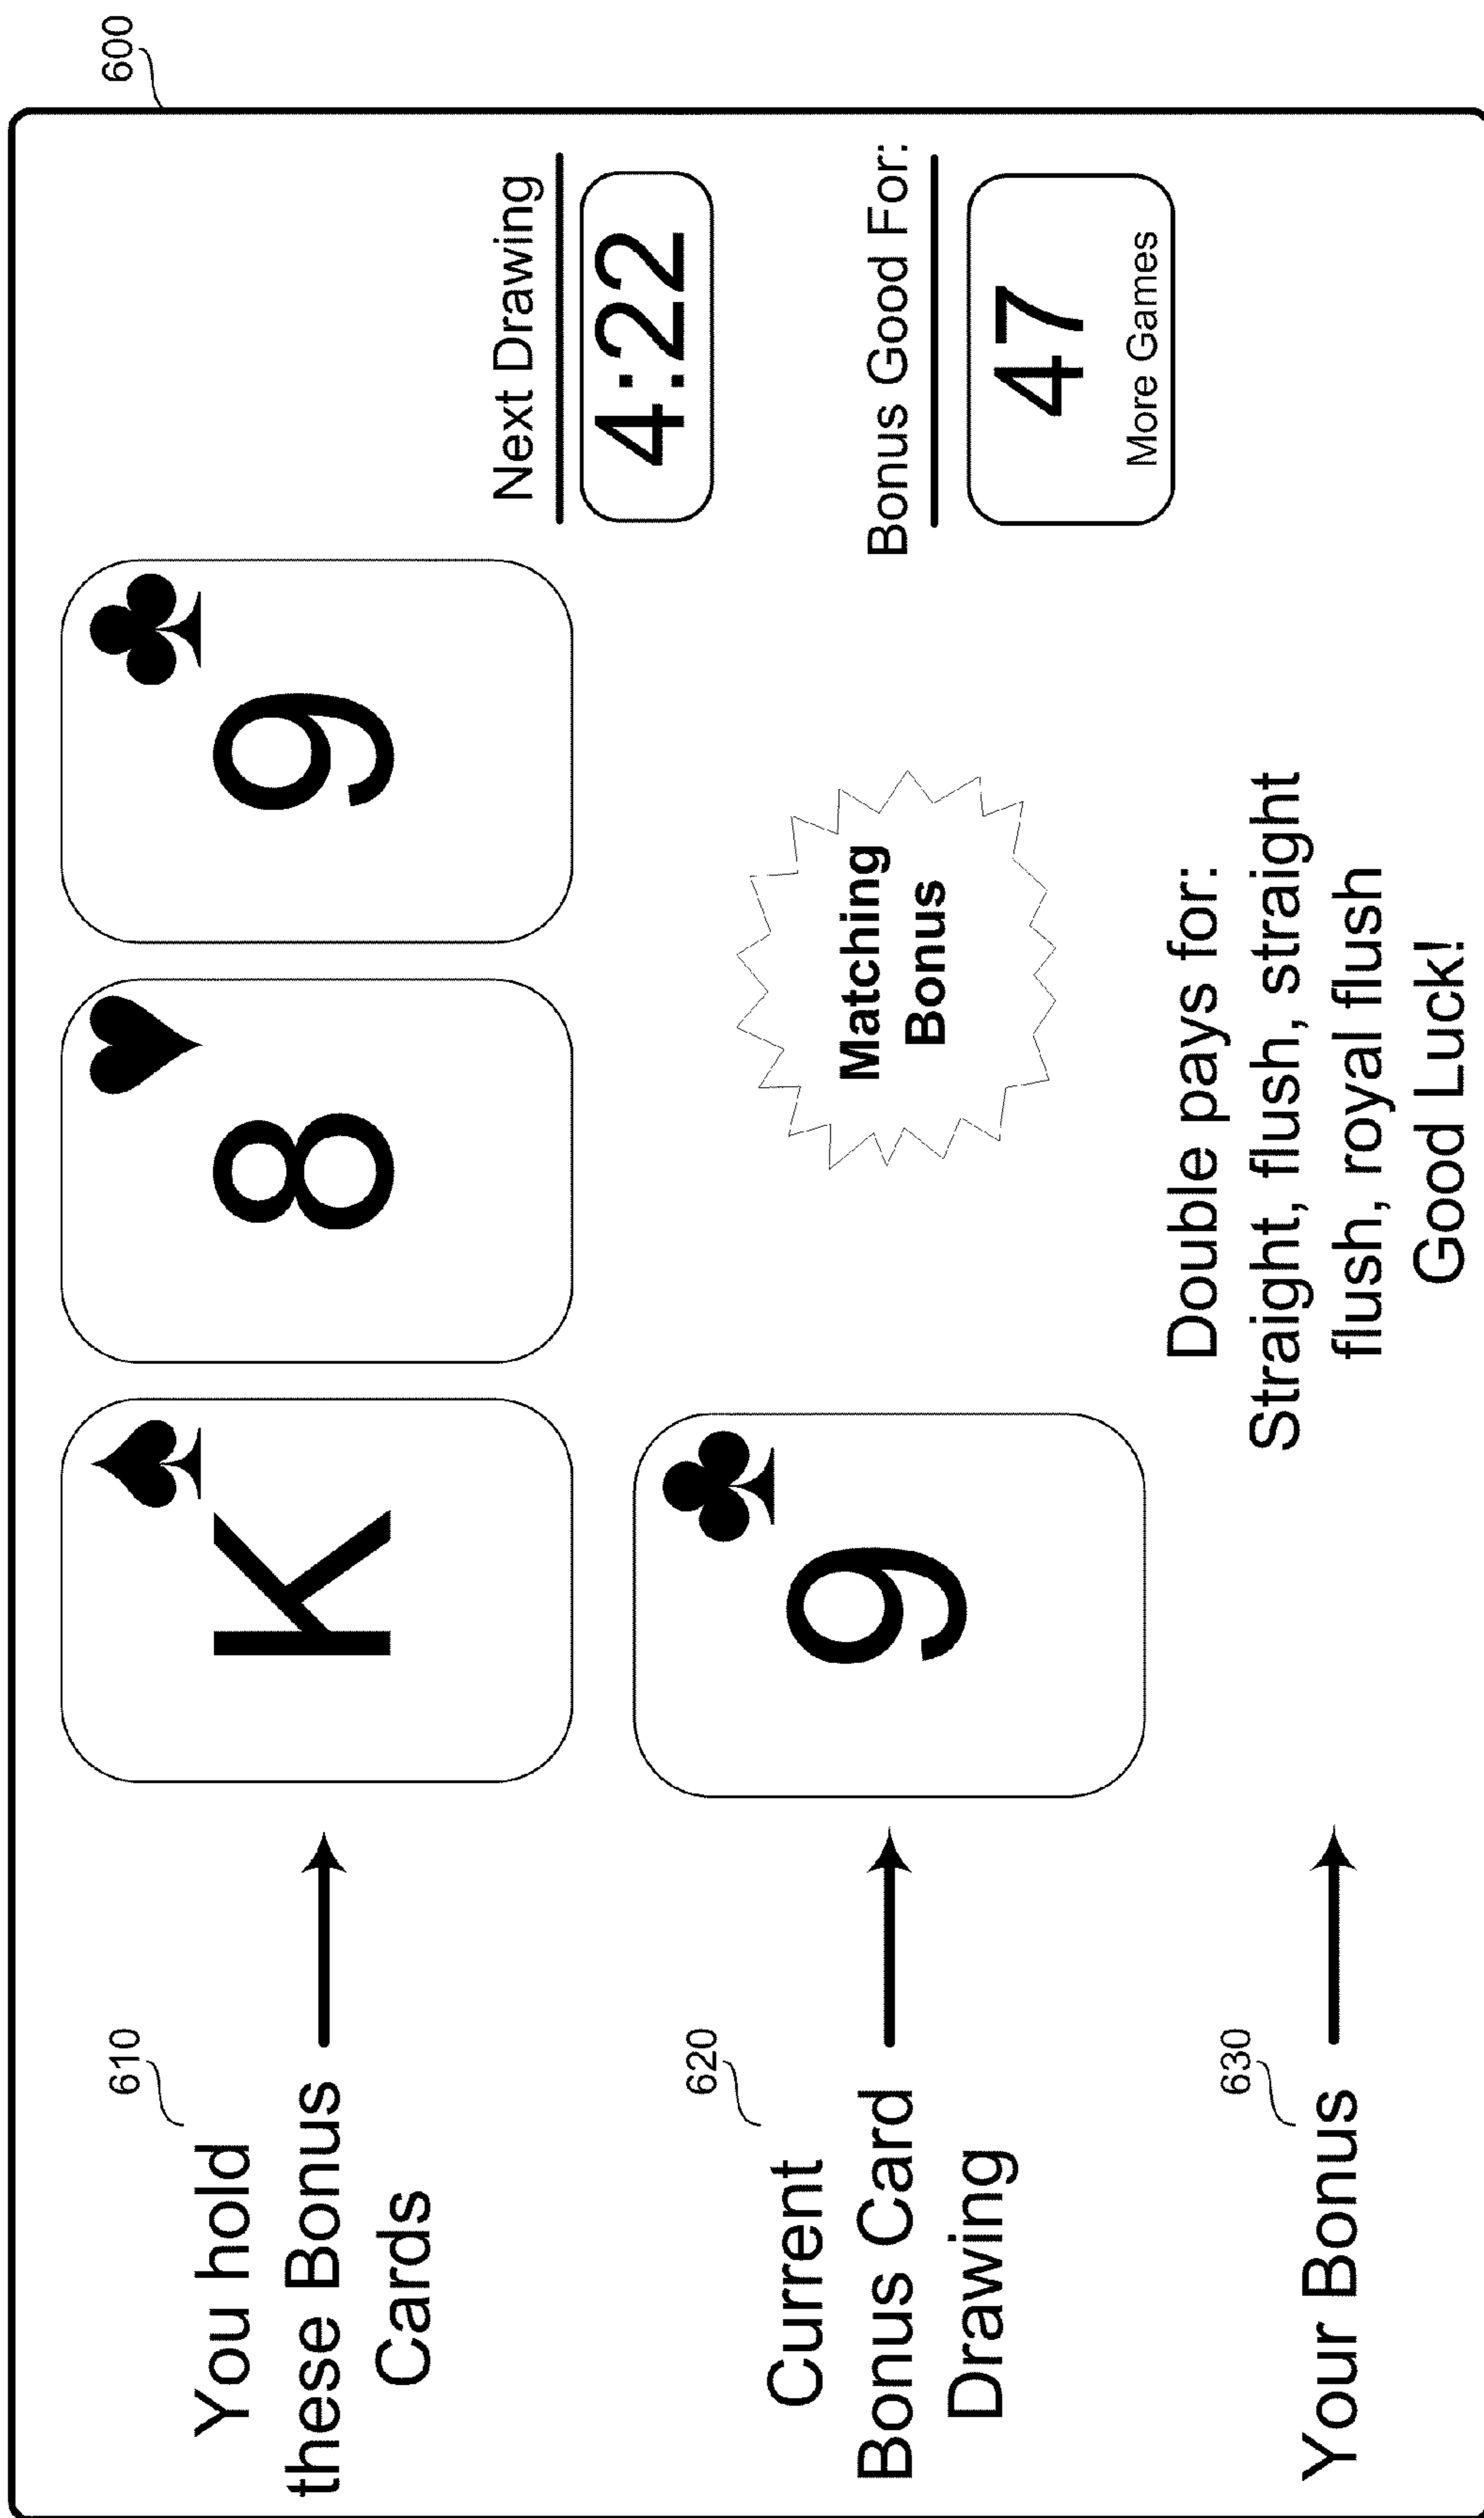 600
610
You hold
these Bonus
Cards
K
8
9
Next Drawing
4:22
620
Current
Bonus Card
Drawing
9
Matching
Bonus
Bonus Good For:
47
More Games
630
Your Bonus
Double pays for:
Straight, flush, straight
flush, royal flush
Good Luck!